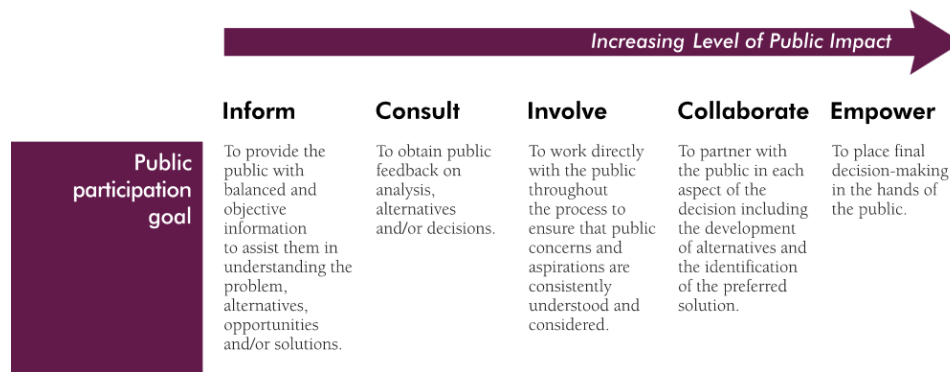 Increasing Level of Public Impact
Inform
Consult
Involve
Collaborate
Empower
Public
participation
goal
To provide the
public with
balanced and
objective
information
to assist them in
understanding the
problem,
alternatives,
opportunities
and/or solutions.
To obtain public
feedback on
analysis,
alternatives
and/or decisions.
To work directly
with the public
throughout
the process to
ensure that public
concerns and
aspirations are
consistently
understood and
considered.
To partner with
the public in each
aspect of the
decision including
the development
of alternatives and
the identification
of the preferred
solution.
To place final
decision-making
in the hands of
the public.